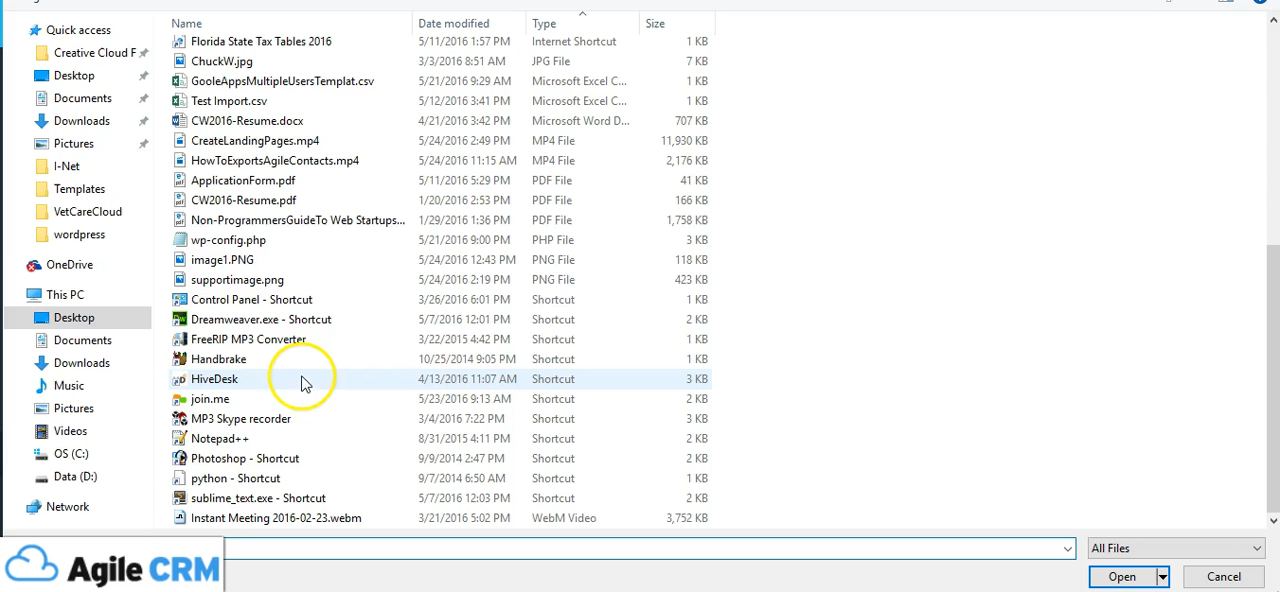 Name Date modified Type Size
Quick access
Creative Cloud F
Desktop
Documents
Downloads
Pictures
I-Net
Templates
VetCareCloud
wordpress
OneDrive
This PC
Desktop
Documents
Downloads
Music
Pictures
Videos
OS (C:)
Data (D:)
Network
Florida State Tax Tables 2016 5/11/2016 1:57 PM Internet Shortcut 1 KB
ChuckW.jpg 3/3/2016 8:51 AM JPG File 7 KB
GooleAppsMultipleUsersTemplat.csv 5/21/2016 9:29 AM Microsoft Excel C... 1 KB
Test Import.csv 5/12/2016 3:41 PM Microsoft Excel C... 1 KB
CW2016-Resume.docx 4/21/2016 3:42 PM Microsoft Word D... 707 KB
CreateLandingPages.mp4 5/24/2016 2:49 PM MP4 File 11,930 KB
HowToExportsAgileContacts.mp4 5/24/2016 11:15 AM MP4 File 2,176 KB
ApplicationForm.pdf 5/11/2016 5:29 PM PDF File 41 KB
CW2016-Resume.pdf 1/20/2016 2:53 PM PDF File 166 KB
Non-ProgrammersGuideTo Web Startups... 1/29/2016 1:36 PM PDF File 1,758 KB
wp-config.php 5/21/2016 9:00 PM PHP File 3 KB
image1.PNG 5/24/2016 12:43 PM PNG File 118 KB
supportimage.png 5/24/2016 2:19 PM PNG File 423 KB
Control Panel - Shortcut 3/26/2016 6:01 PM Shortcut 1 KB
Dreamweaver.exe - Shortcut 5/7/2016 12:01 PM Shortcut 2 KB
FreeRIP MP3 Converter 3/22/2015 4:42 PM Shortcut 1 KB
Handbrake 10/25/2014 9:05 PM Shortcut 1 KB
HiveDesk 4/13/2016 11:07 AM Shortcut 3 KB
join.me 5/23/2016 9:13 AM Shortcut 2 KB
MP3 Skype recorder 3/4/2016 7:22 PM Shortcut 3 KB
Notepad++ 8/31/2015 4:11 PM Shortcut 2 KB
Photoshop - Shortcut 9/9/2014 2:47 PM Shortcut 2 KB
python - Shortcut 9/7/2014 6:50 AM Shortcut 1 KB
sublime_text.exe - Shortcut 5/7/2016 12:03 PM Shortcut 2 KB
Instant Meeting 2016-02-23.webm 3/21/2016 5:02 PM WebM Video 3,752 KB
All Files
Agile CRM
Open Cancel